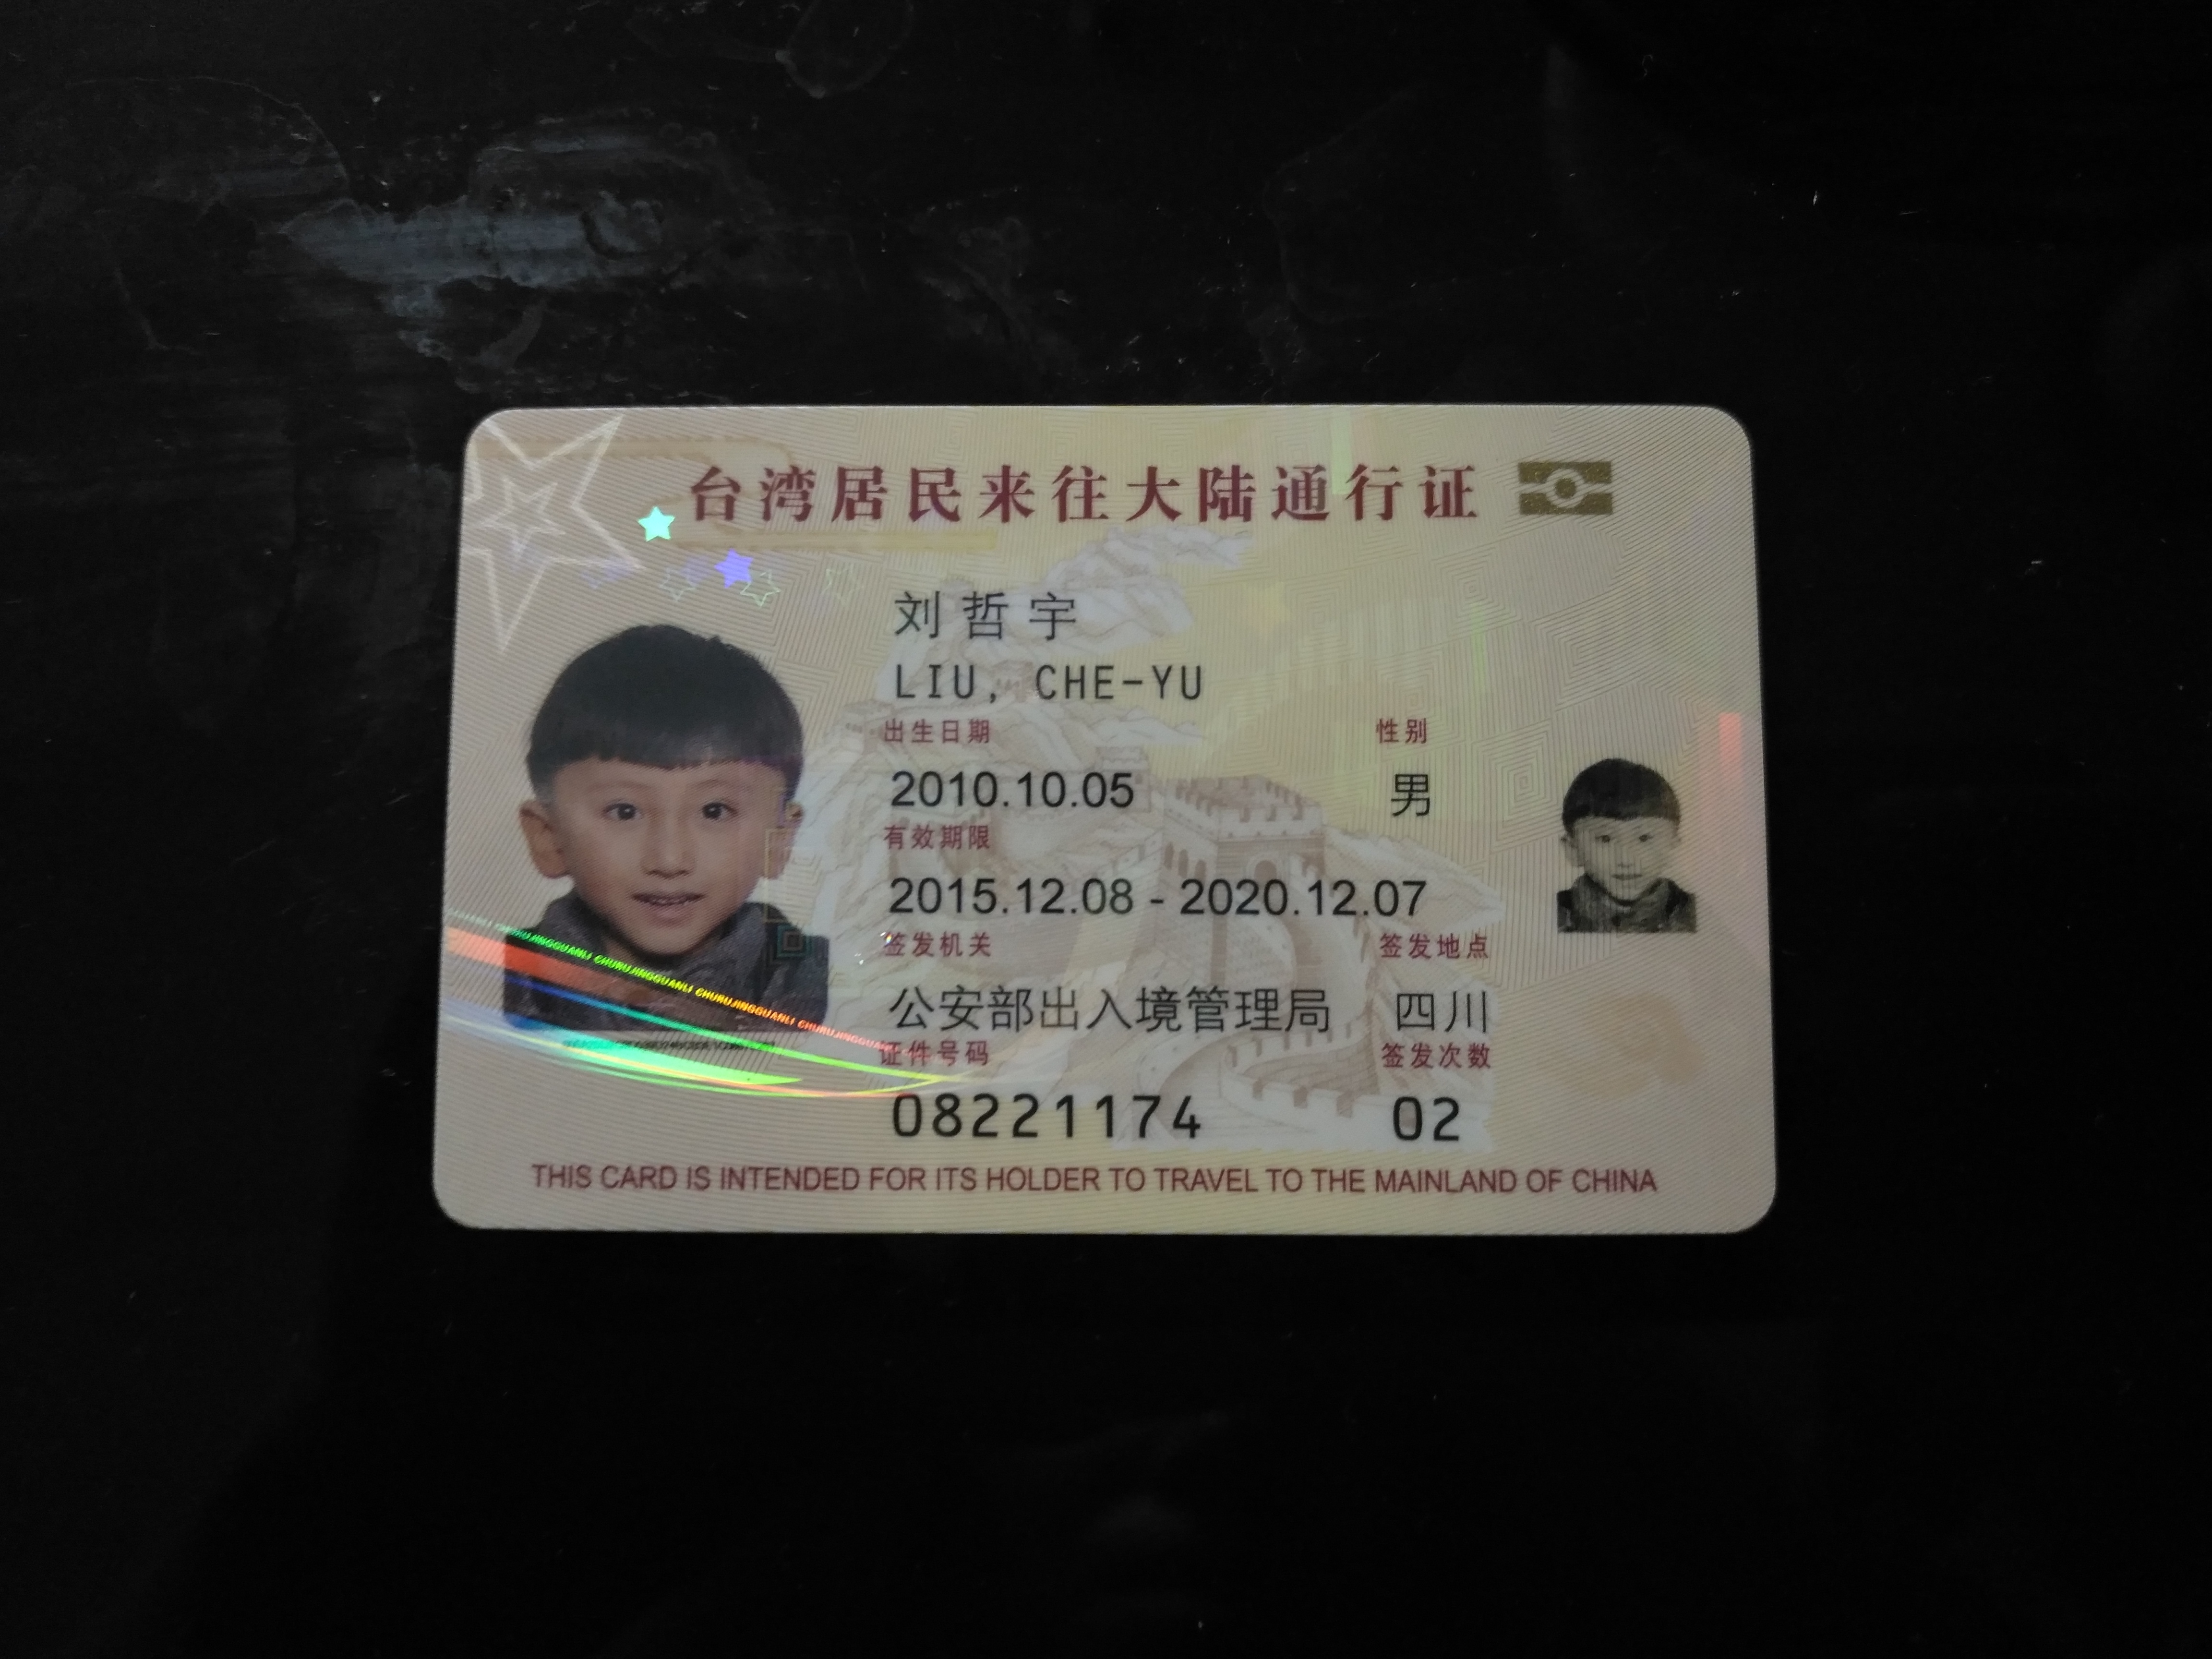 台湾居民来往大陆通行证
刘哲宇
LIU, CHE-YU
出生日期 性别
2010.10.05 男
有效期限
2015.12.08 - 2020.12.07
签发机关 签发地点
公安部出入境管理局 四川
证件号码 签发次数
08221174 02
THIS CARD IS INTENDED FOR ITS HOLDER TO TRAVEL TO THE MAINLAND OF CHINA
CHURUJINGGUANLI CHURUJINGGUANLI CHURUJINGGUANLI